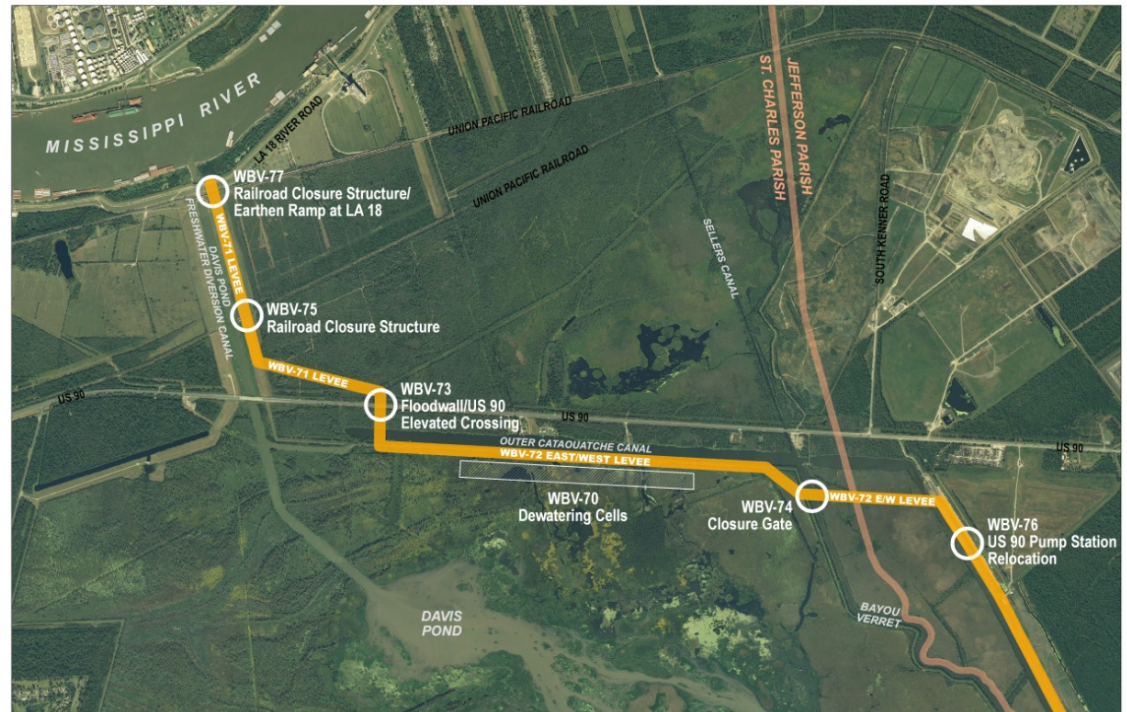 MISSISSIPPI RIVER
LA 18 RIVER ROAD
UNION PACIFIC RAILROAD
UNION PACIFIC RAILROAD
JEFFERSON PARISH
ST. CHARLES PARISH
SOUTH KENNER ROAD
SELLERS CANAL
WBV-77
Railroad Closure Structure/
Earthen Ramp at LA 18
WBV-71 LEVEE
DAVIS POND
FRESHWATER DIVERSION CANAL
WBV-75
Railroad Closure Structure
WBV-71 LEVEE
US 90
WBV-73
Floodwall/US 90
Elevated Crossing
US 90
US 90
OUTER CATAOUATCHE CANAL
WBV-72 EAST/WEST LEVEE
WBV-70
Dewatering Cells
WBV-74
Closure Gate
WBV-72 E/W LEVEE
WBV-76
US 90 Pump Station
Relocation
DAVIS
POND
BAYOU
VERRET